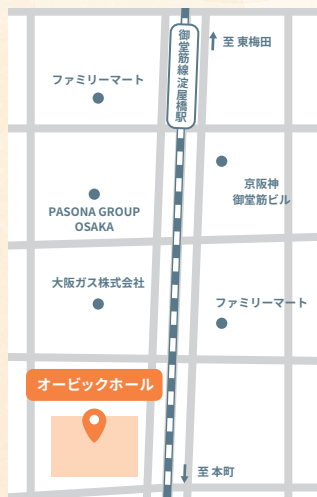 御堂筋線 淀屋橋駅
至 東梅田
ファミリーマート
京阪神
御堂筋ビル
PASONA GROUP
OSAKA
大阪ガス株式会社
ファミリーマート
オービックホール
至 本町